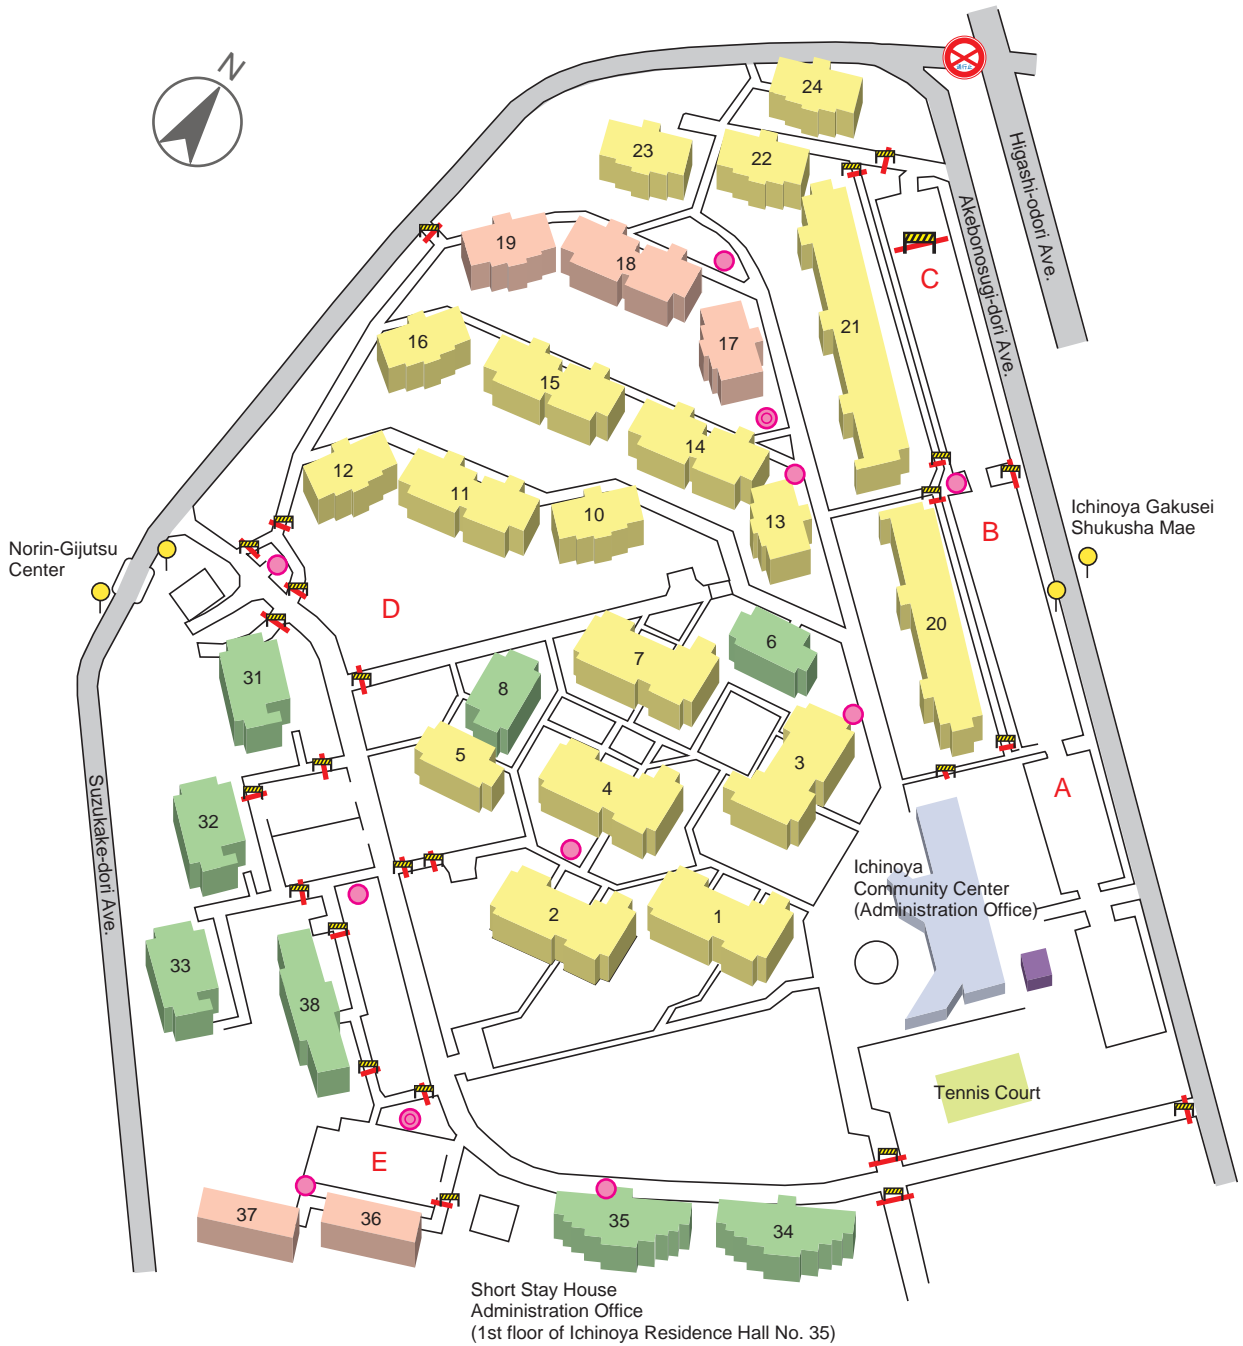 N
24
23
22
Higashi-odori Ave.
Akebonosugi-dori Ave.
19
18
C
17
21
16
15
14
12
11
10
13
B
Ichinoya Gakusei
Shukusha Mae
Norin-Gijutsu
Center
D
20
6
7
31
8
5
3
4
A
Suzukake-dori Ave.
32
Ichinoya
Community Center
(Administration Office)
2
1
33
38
Tennis Court
E
37
36
35
34
Short Stay House
Administration Office
(1st floor of Ichinoya Residence Hall No. 35)